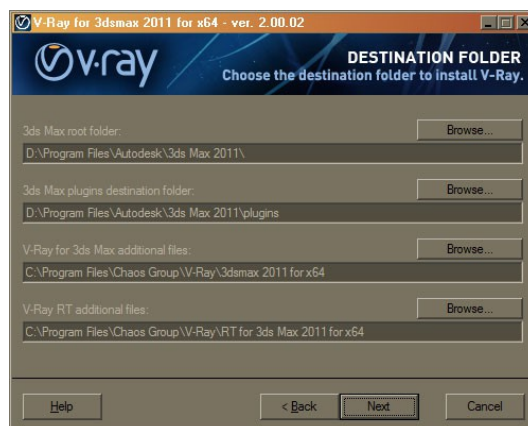 V-Ray for 3dsmax 2011 for x64 - ver. 2.00.02
v·ray
DESTINATION FOLDER
Choose the destination folder to install V-Ray.
3ds Max root folder:
Browse...
D:\Program Files\Autodesk\3ds Max 2011\
3ds Max plugins destination folder:
Browse...
D:\Program Files\Autodesk\3ds Max 2011\plugins
V-Ray for 3ds Max additional files:
Browse...
C:\Program Files\Chaos Group\V-Ray\3dsmax 2011 for x64
V-Ray RT additional files:
Browse...
C:\Program Files\Chaos Group\V-Ray\RT for 3ds Max 2011 for x64
Help
< Back
Next
Cancel